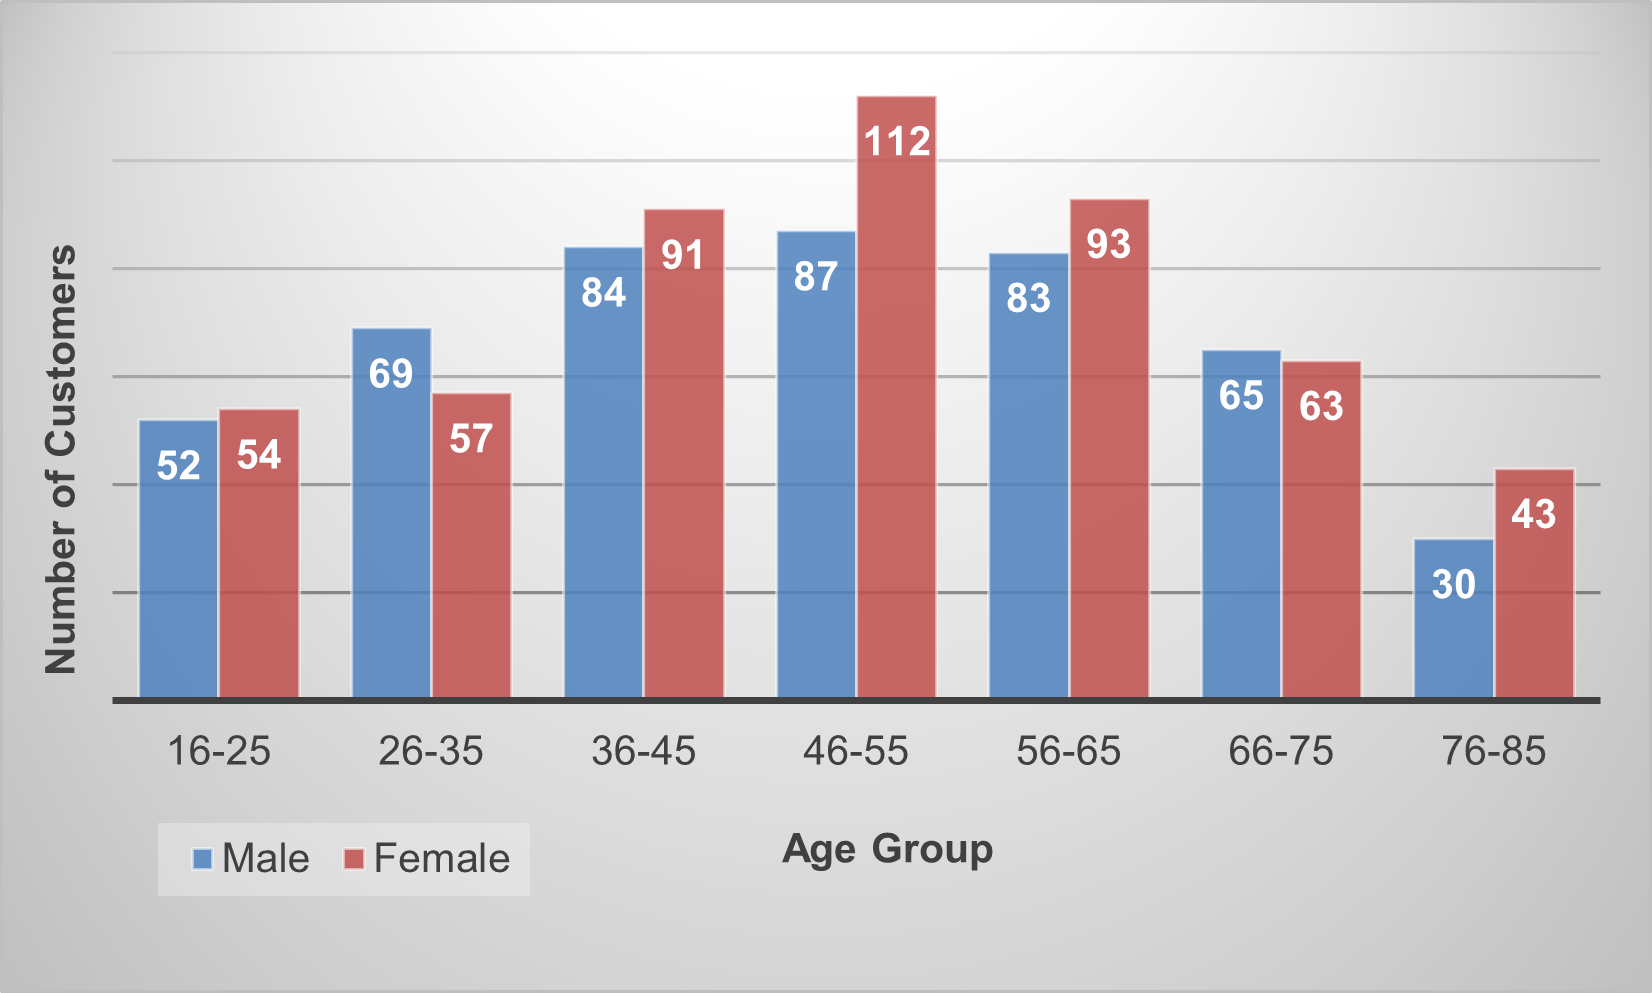 Number of Customers
52 54 69 57 84 91 87 112 83 93 65 63 30 43
16-25 26-35 36-45 46-55 56-65 66-75 76-85
Age Group
Male Female